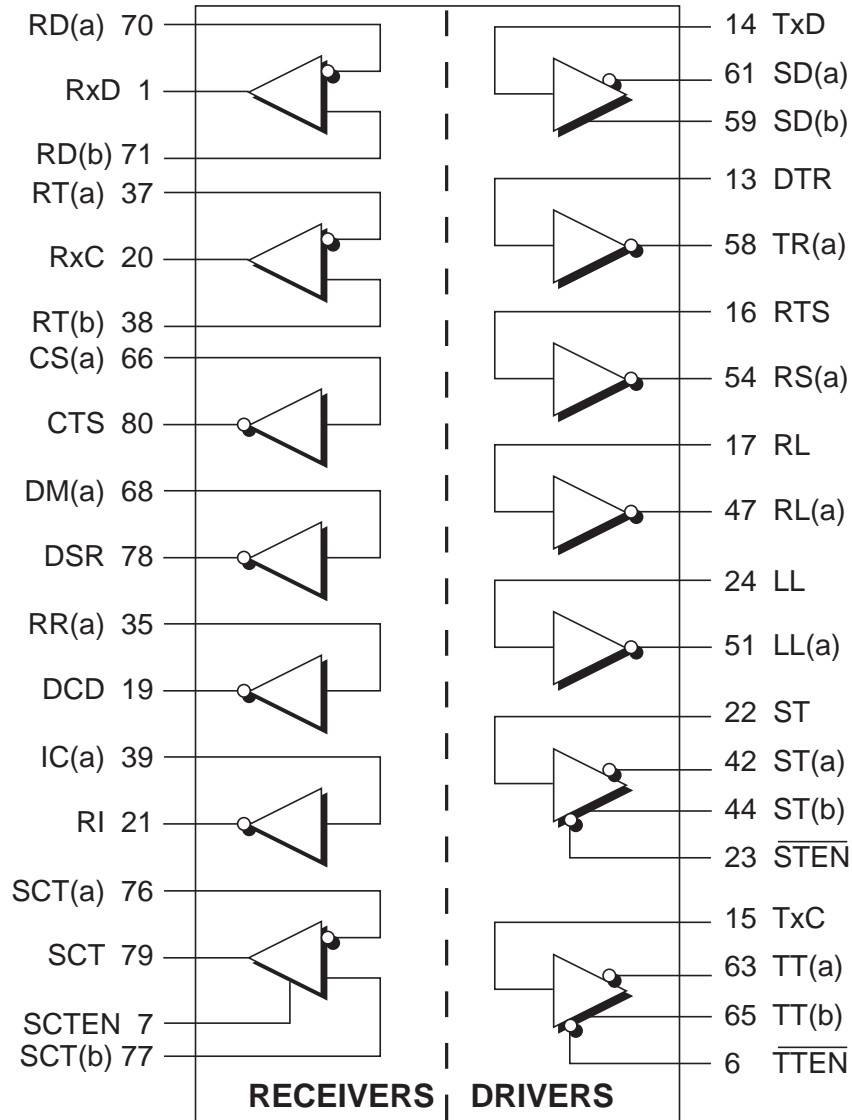 RD(a) 70
RxD 1
RD(b) 71
RT(a) 37
RxC 20
RT(b) 38
CS(a) 66
CTS 80
DM(a) 68
DSR 78
RR(a) 35
DCD 19
IC(a) 39
RI 21
SCT(a) 76
SCT 79
SCTEN 7
SCT(b) 77
RECEIVERS
DRIVERS
14 TxD
61 SD(a)
59 SD(b)
13 DTR
58 TR(a)
16 RTS
54 RS(a)
17 RL
47 RL(a)
24 LL
51 LL(a)
22 ST
42 ST(a)
44 ST(b)
23 S̅T̅E̅N̅
15 TxC
63 TT(a)
65 TT(b)
6 T̅T̅E̅N̅